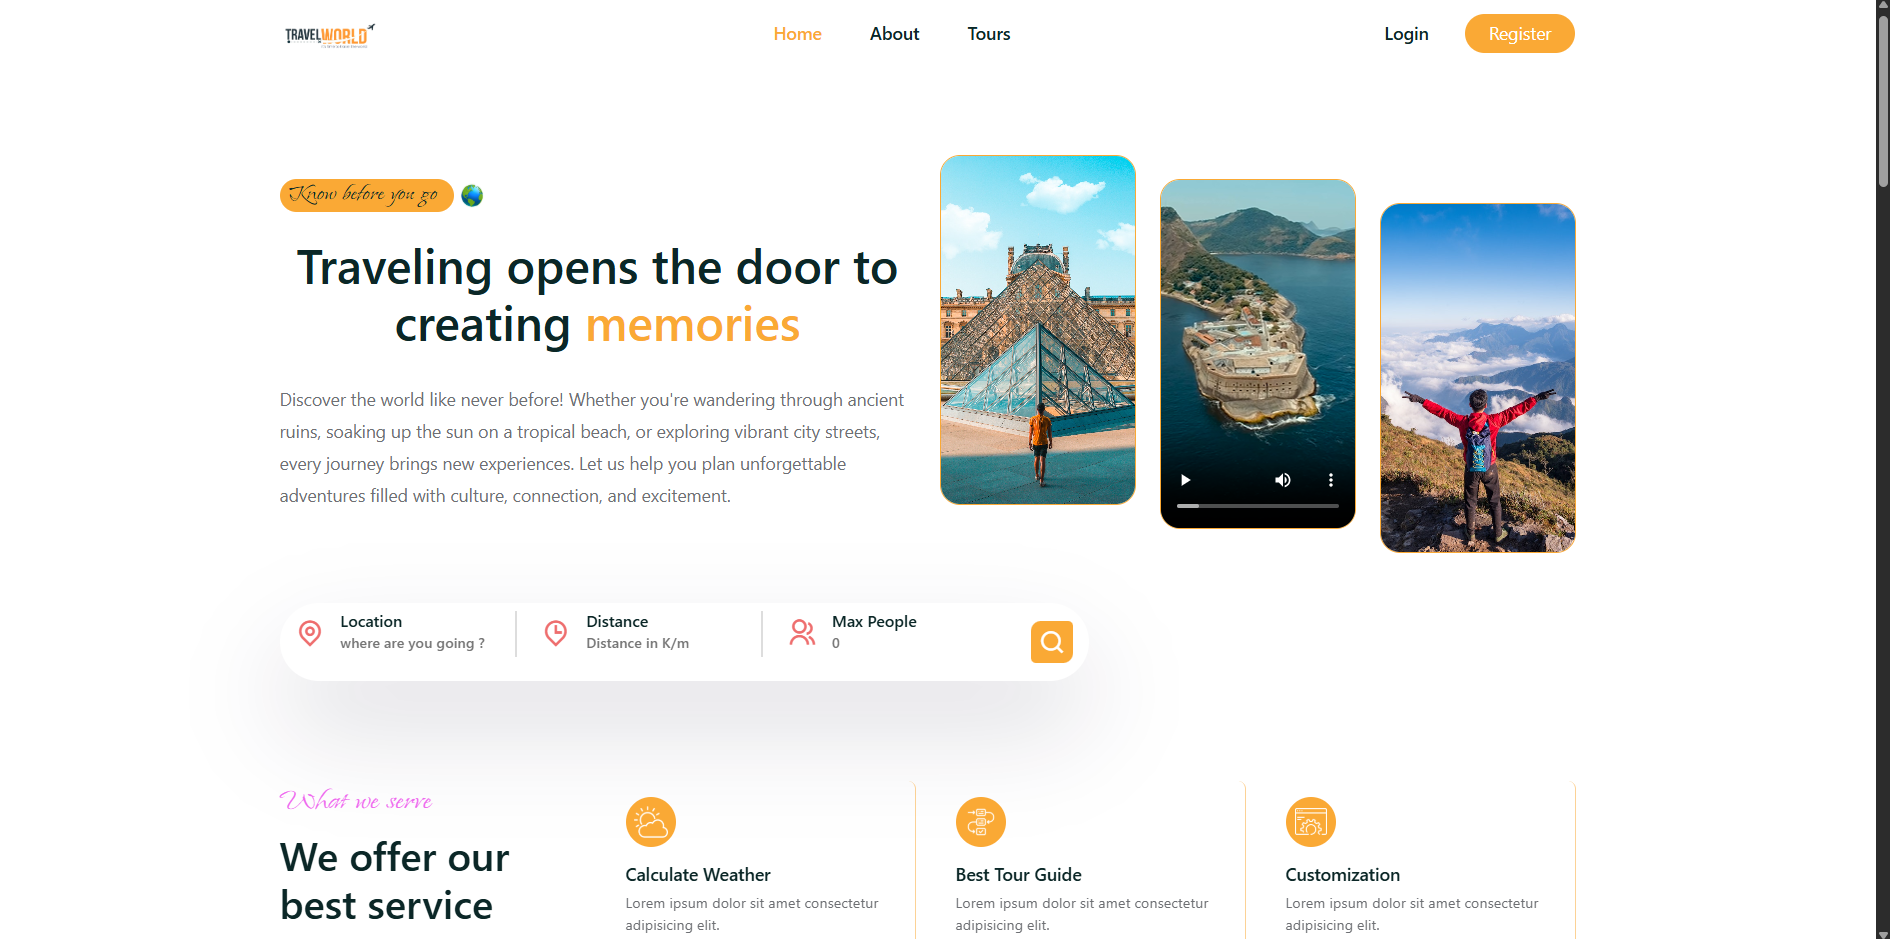 TRAVELWORLD
Home
About
Tours
Login
Register
Know before you go
Traveling opens the door to
creating memories
Discover the world like never before! Whether you're wandering through ancient
ruins, soaking up the sun on a tropical beach, or exploring vibrant city streets,
every journey brings new experiences. Let us help you plan unforgettable
adventures filled with culture, connection, and excitement.
Location
where are you going ?
Distance
Distance in K/m
Max People
0
What we serve
We offer our
best service
Calculate Weather
Lorem ipsum dolor sit amet consectetur
adipisicing elit.
Best Tour Guide
Lorem ipsum dolor sit amet consectetur
adipisicing elit.
Customization
Lorem ipsum dolor sit amet consectetur
adipisicing elit.